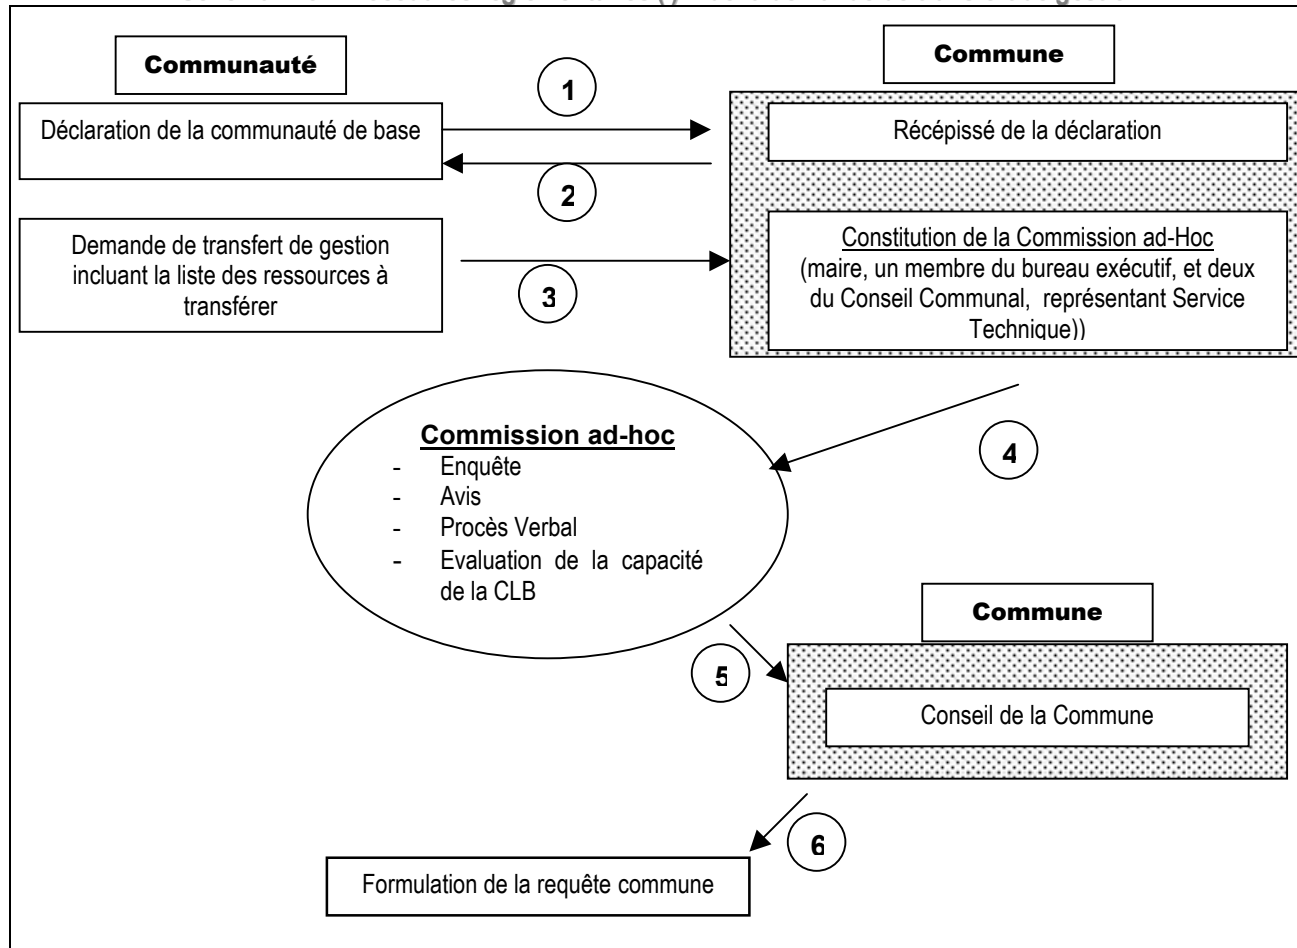 Communauté
Commune
1
Déclaration de la communauté de base
Récépissé de la déclaration
2
Demande de transfert de gestion
incluant la liste des ressources à
transférer
3
Constitution de la Commission ad-Hoc
(maire, un membre du bureau exécutif, et deux
du Conseil Communal, représentant Service
Technique))
4
Commission ad-hoc
- Enquête
- Avis
- Procès Verbal
- Evaluation de la capacité
de la CLB
5
Commune
Conseil de la Commune
6
Formulation de la requête commune